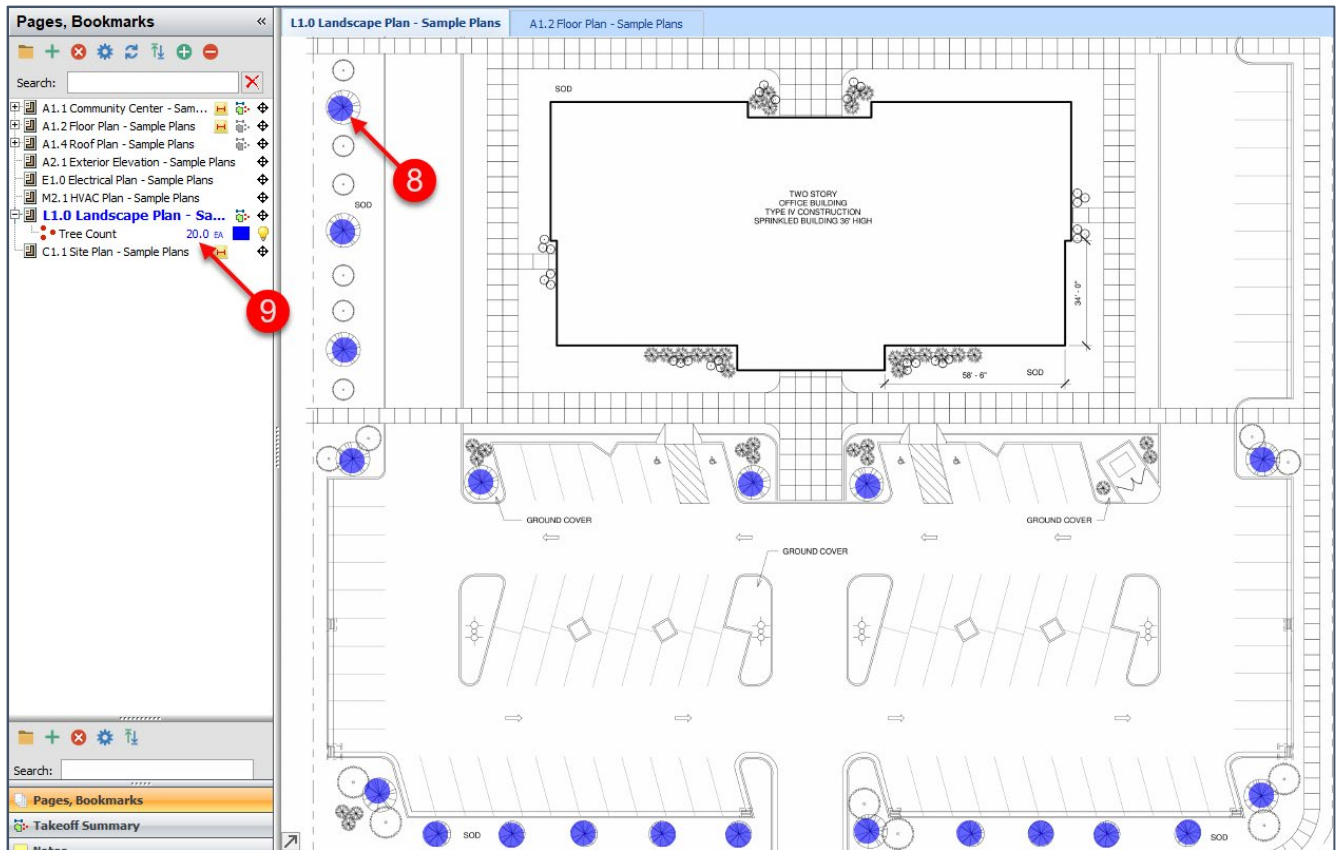 Pages, Bookmarks
«
Search:
A1.1 Community Center - Sam...
A1.2 Floor Plan - Sample Plans
A1.4 Roof Plan - Sample Plans
A2.1 Exterior Elevation - Sample Plans
E1.0 Electrical Plan - Sample Plans
M2.1 HVAC Plan - Sample Plans
L1.0 Landscape Plan - Sa...
Tree Count 20.0 EA
C1.1 Site Plan - Sample Plans
9
Search:
Pages, Bookmarks
Takeoff Summary
Notes
L1.0 Landscape Plan - Sample Plans
A1.2 Floor Plan - Sample Plans
SOD
8
SOD
TWO STORY
OFFICE BUILDING
TYPE IV CONSTRUCTION
SPRINKLED BUILDING 36' HIGH
34' - 0"
58' - 6"
SOD
GROUND COVER
GROUND COVER
GROUND COVER
SOD
SOD